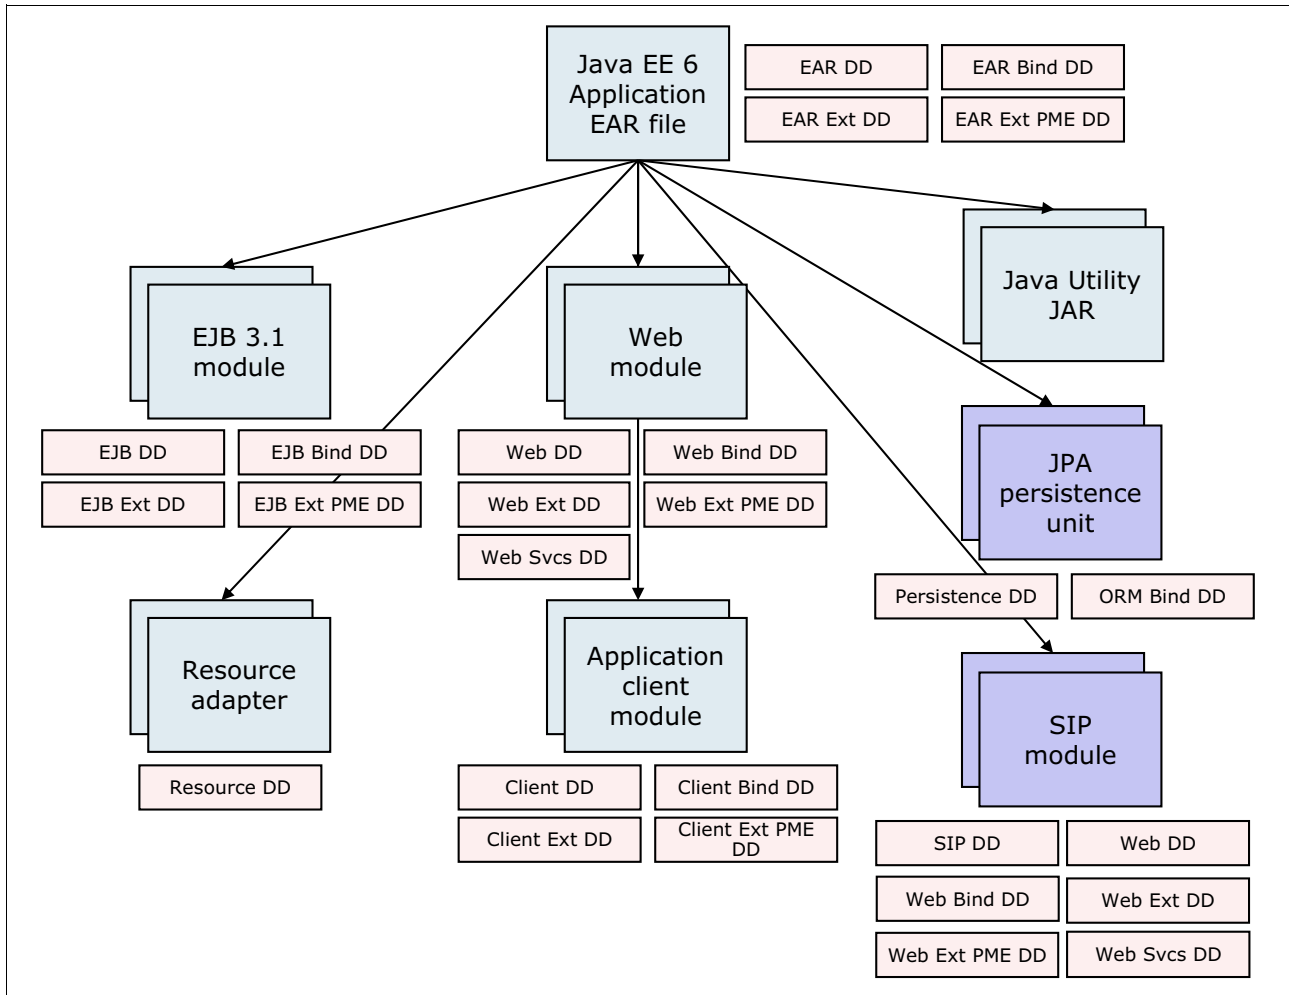 Java EE 6
Application
EAR file
EAR DD
EAR Bind DD
EAR Ext DD
EAR Ext PME DD
Java Utility
JAR
EJB 3.1
module
Web
module
EJB DD
EJB Bind DD
EJB Ext DD
EJB Ext PME DD
Web DD
Web Bind DD
Web Ext DD
Web Ext PME DD
Web Svcs DD
JPA
persistence
unit
Persistence DD
ORM Bind DD
Resource
adapter
Resource DD
Application
client
module
Client DD
Client Bind DD
Client Ext DD
Client Ext PME
DD
SIP
module
SIP DD
Web DD
Web Bind DD
Web Ext DD
Web Ext PME DD
Web Svcs DD